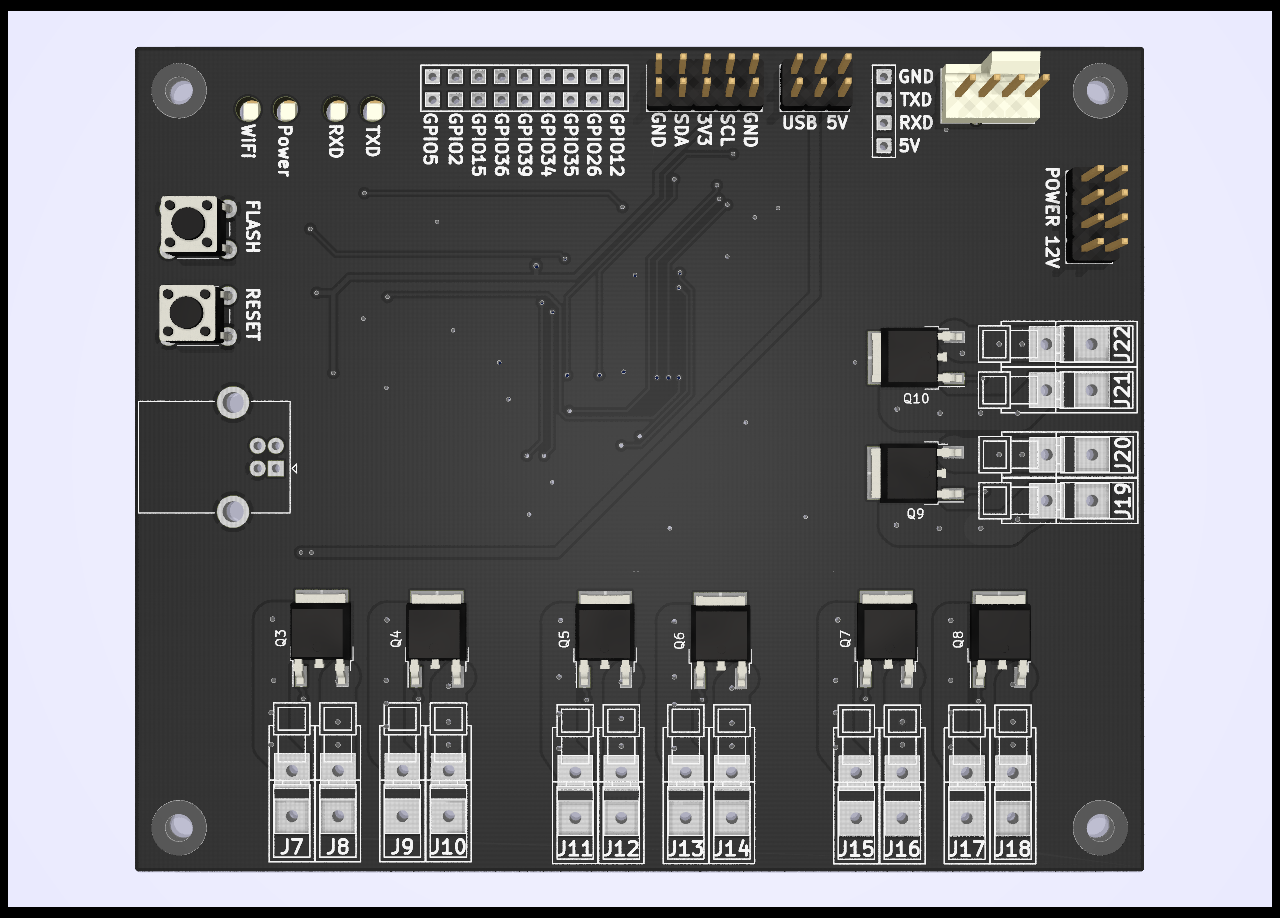 WiFi
Power
RXD
TXD
GPIO5
GPIO2
GPIO15
GPIO36
GPIO39
GPIO34
GPIO35
GPIO26
GPIO12
GND
SDA
3V3
SCL
GND
USB 5V
GND
TXD
RXD
5V
POWER 12V
FLASH
RESET
J22
J21
Q10
J20
J19
Q9
Q3
Q4
Q5
Q6
Q7
Q8
J7
J8
J9
J10
J11
J12
J13
J14
J15
J16
J17
J18